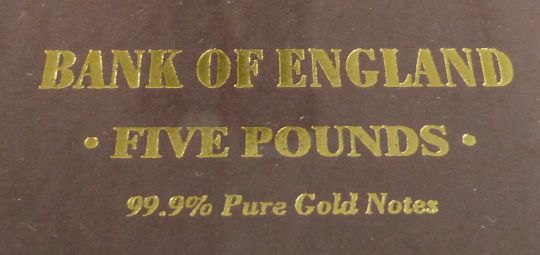 BANK OF ENGLAND
· FIVE POUNDS ·
99.9% Pure Gold Notes